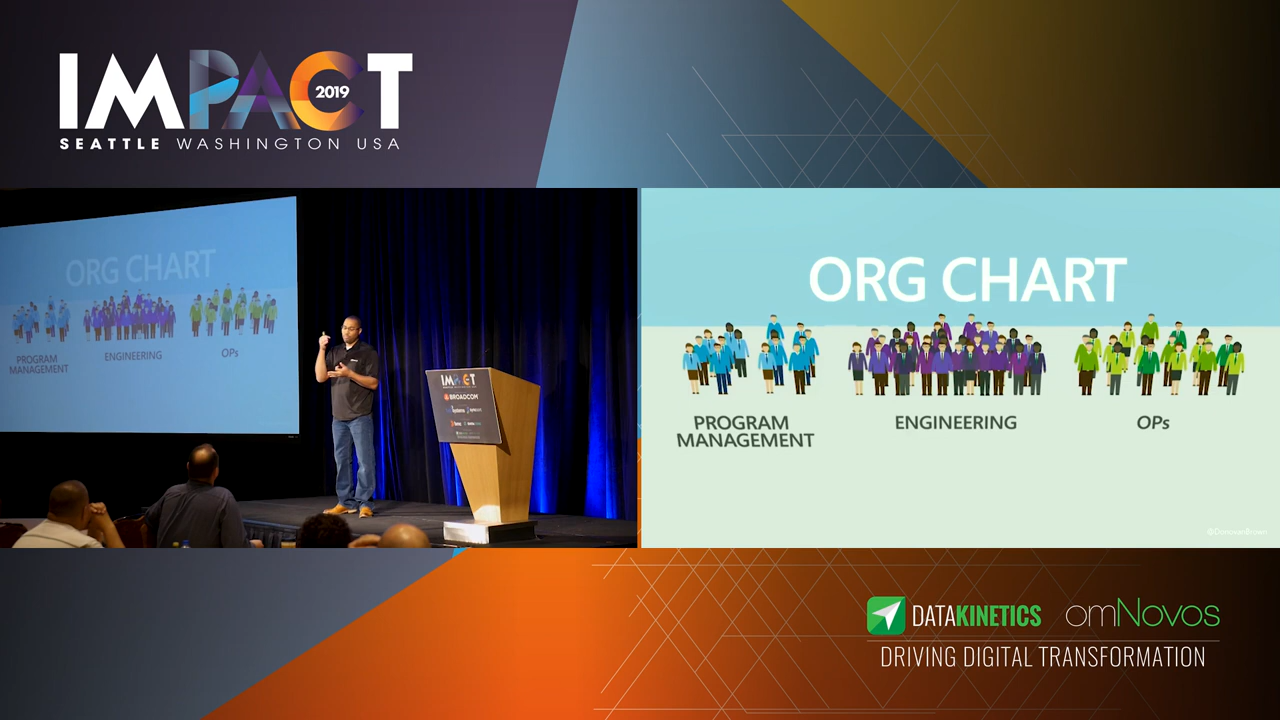 IMPACT
2019
SEATTLE WASHINGTON USA
ORG CHART
PROGRAM
MANAGEMENT
ENGINEERING
OPs
IMPACT
BROADCOM
ORG CHART
PROGRAM
MANAGEMENT
ENGINEERING
OPs
@DonovanBrown
DATAKINETICS
omNovos
DRIVING DIGITAL TRANSFORMATION